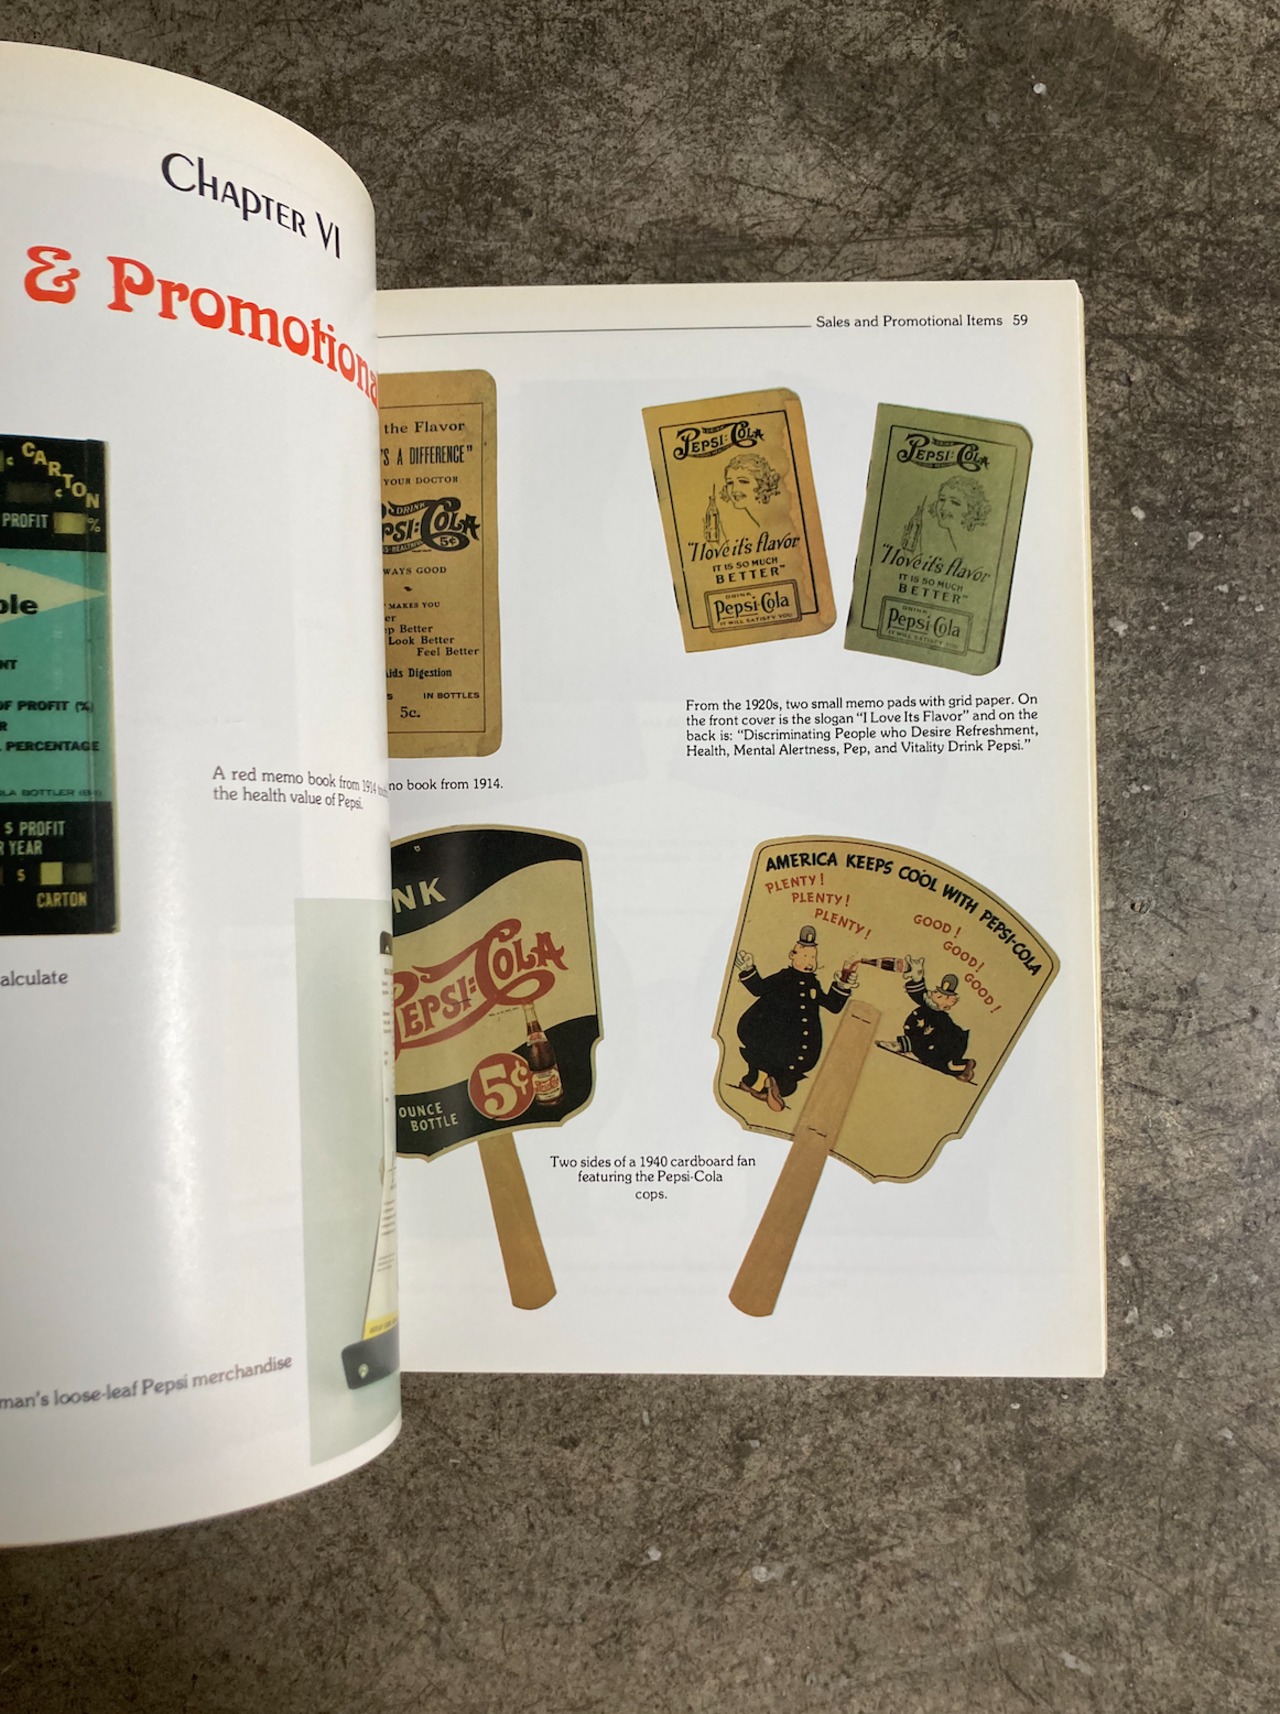 Chapter VI
& Promotional
CARTON
¢
PROFIT %
ple
NT
OF PROFIT (%)
R
PERCENTAGE
LA BOTTLER
$ PROFIT
R YEAR
$
CARTON
alculate
A red memo book from 1914
the health value of Pepsi.
man's loose-leaf Pepsi merchandise
Sales and Promotional Items 59
the Flavor
'S A DIFFERENCE"
YOUR DOCTOR
DRINK
PSI:COLA
5¢
WAYS GOOD
MAKES YOU
er
p Better
Look Better
Feel Better
ids Digestion
S IN BOTTLES
5c.
no book from 1914.
DRINK
PEPSI:COLA
"I love it's flavor
IT IS SO MUCH
BETTER"
DRINK
Pepsi:Cola
IT WILL SATISFY YOU
DRINK
PEPSI:COLA
"I love it's flavor
IT IS SO MUCH
BETTER"
DRINK
Pepsi:Cola
IT WILL SATISFY YOU
From the 1920s, two small memo pads with grid paper. On
the front cover is the slogan "I Love Its Flavor" and on the
back is: "Discriminating People who Desire Refreshment,
Health, Mental Alertness, Pep, and Vitality Drink Pepsi."
NK
PEPSI:COLA
5¢
OUNCE
BOTTLE
AMERICA KEEPS COOL WITH PEPSI-COLA
PLENTY!
PLENTY!
PLENTY!
GOOD!
GOOD!
GOOD!
Two sides of a 1940 cardboard fan
featuring the Pepsi-Cola
cops.